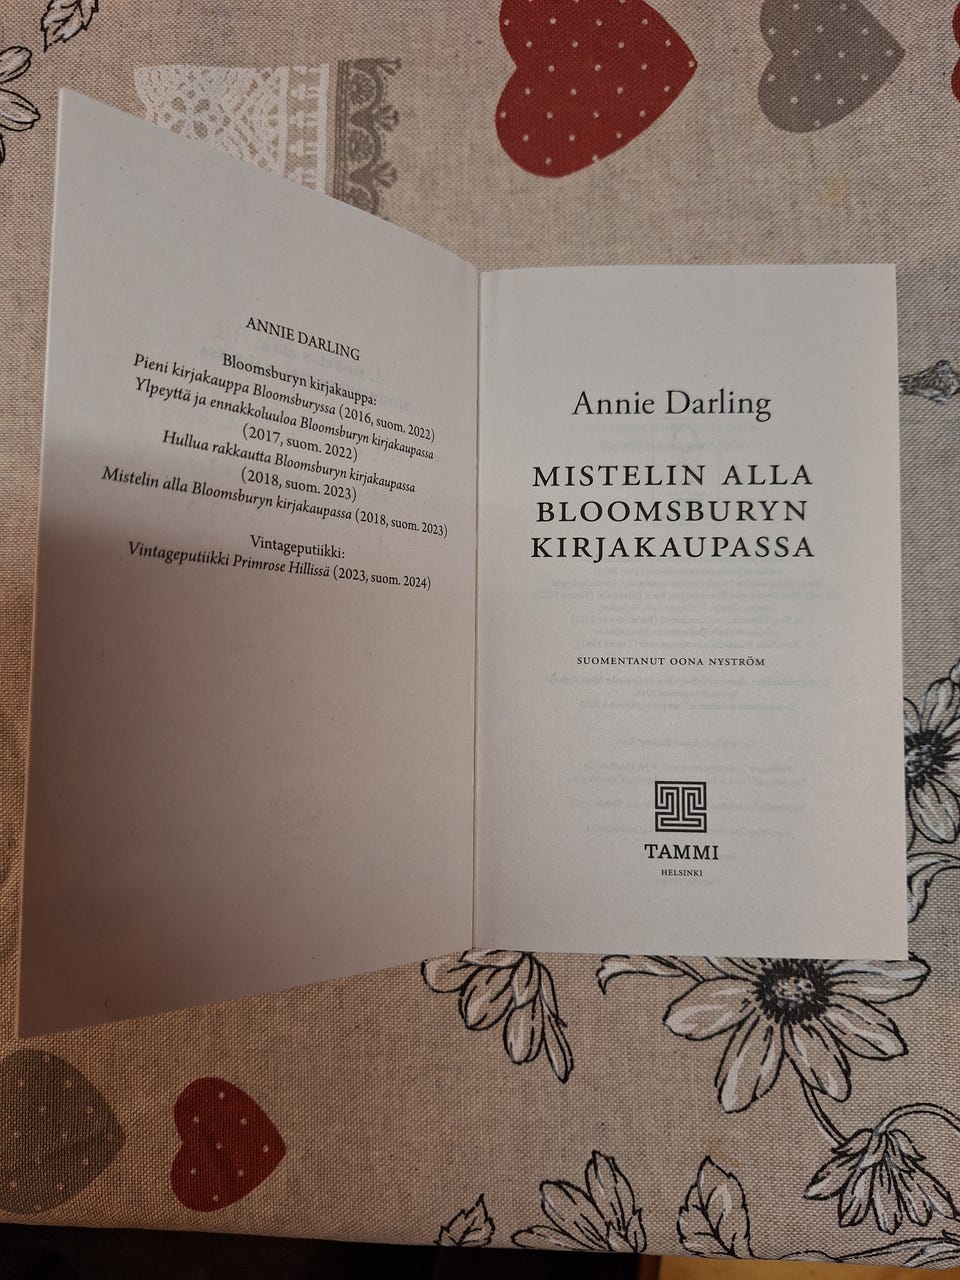 ANNIE DARLING
Bloomsburyn kirjakauppa:
Pieni kirjakauppa Bloomsburyssa (2016, suom. 2022)
Ylpeyttä ja ennakkoluuloa Bloomsburyn kirjakaupassa
(2017, suom. 2022)
Hullua rakkautta Bloomsburyn kirjakaupassa
(2018, suom. 2023)
Mistelin alla Bloomsburyn kirjakaupassa (2018, suom. 2023)
Vintageputiikki:
Vintageputiikki Primrose Hillissä (2023, suom. 2024)
Annie Darling
MISTELIN ALLA
BLOOMSBURYN
KIRJAKAUPASSA
SUOMENTANUT OONA NYSTRÖM
TAMMI
HELSINKI